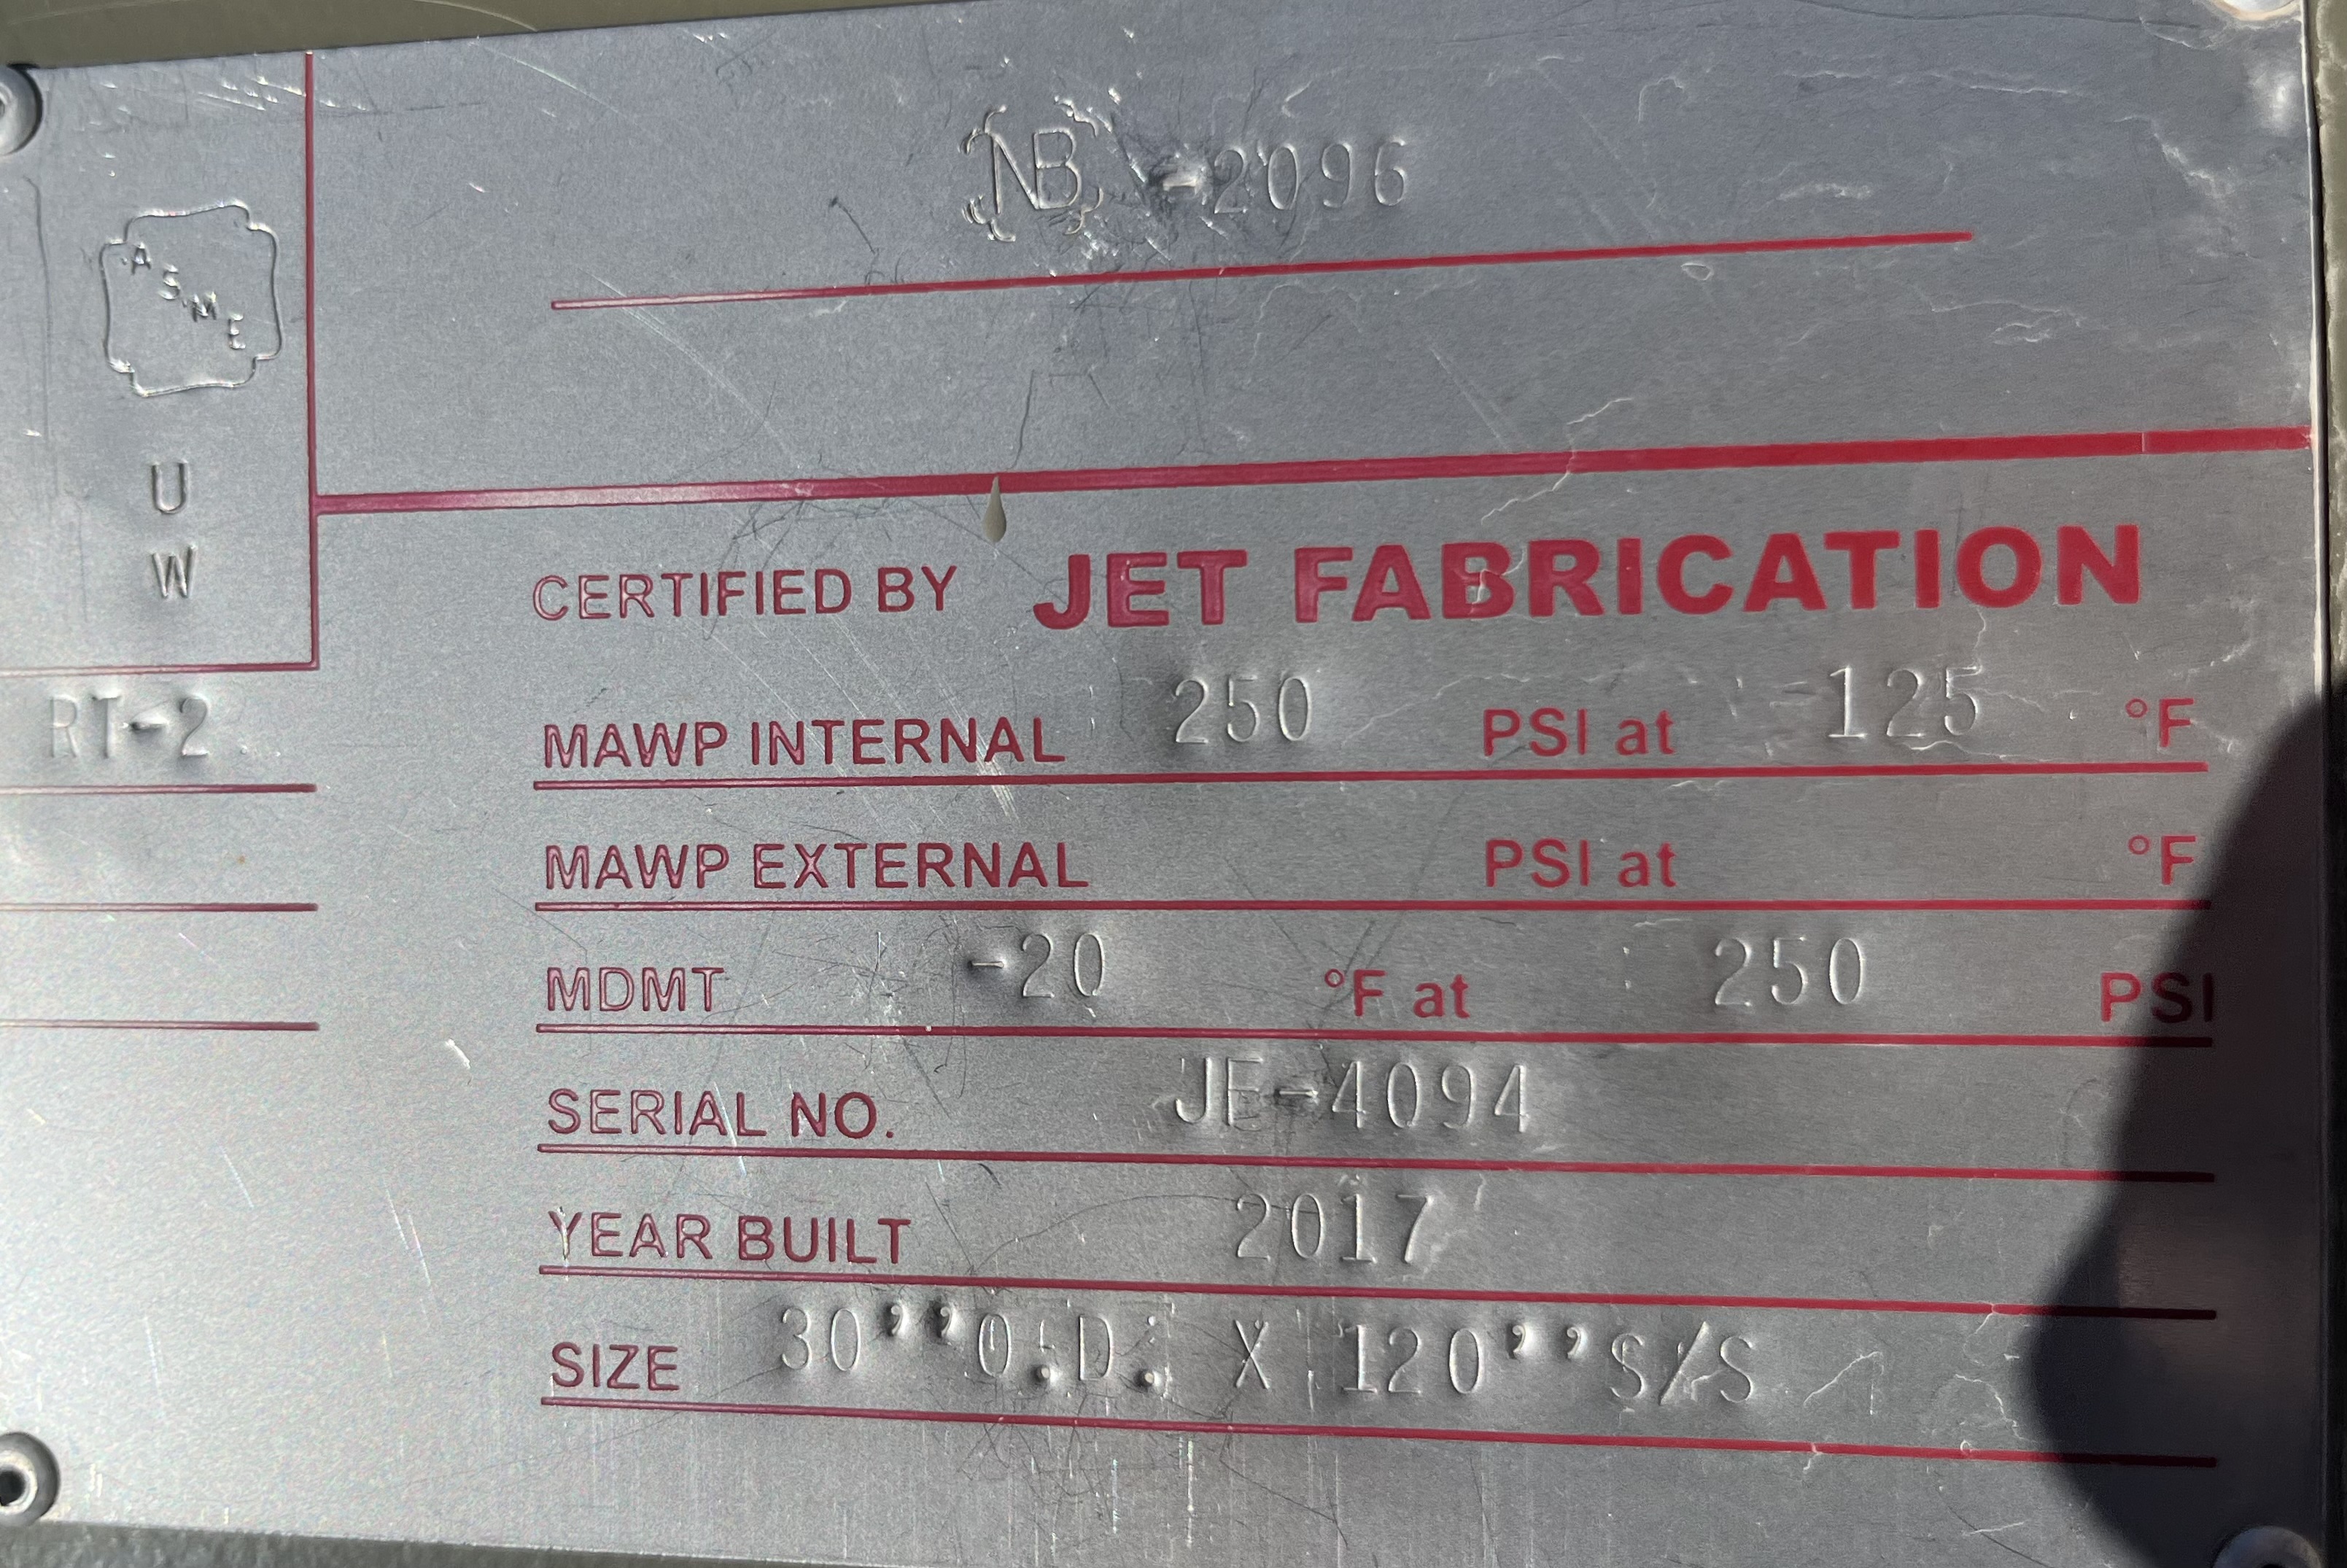 NB -2096
ASME
U
W
RT-2
CERTIFIED BY JET FABRICATION
MAWP INTERNAL 250 PSI at 125 °F
MAWP EXTERNAL PSI at °F
MDMT -20 °F at 250 PSI
SERIAL NO. JE-4094
YEAR BUILT 2017
SIZE 30’’O.D. X 120’’S/S